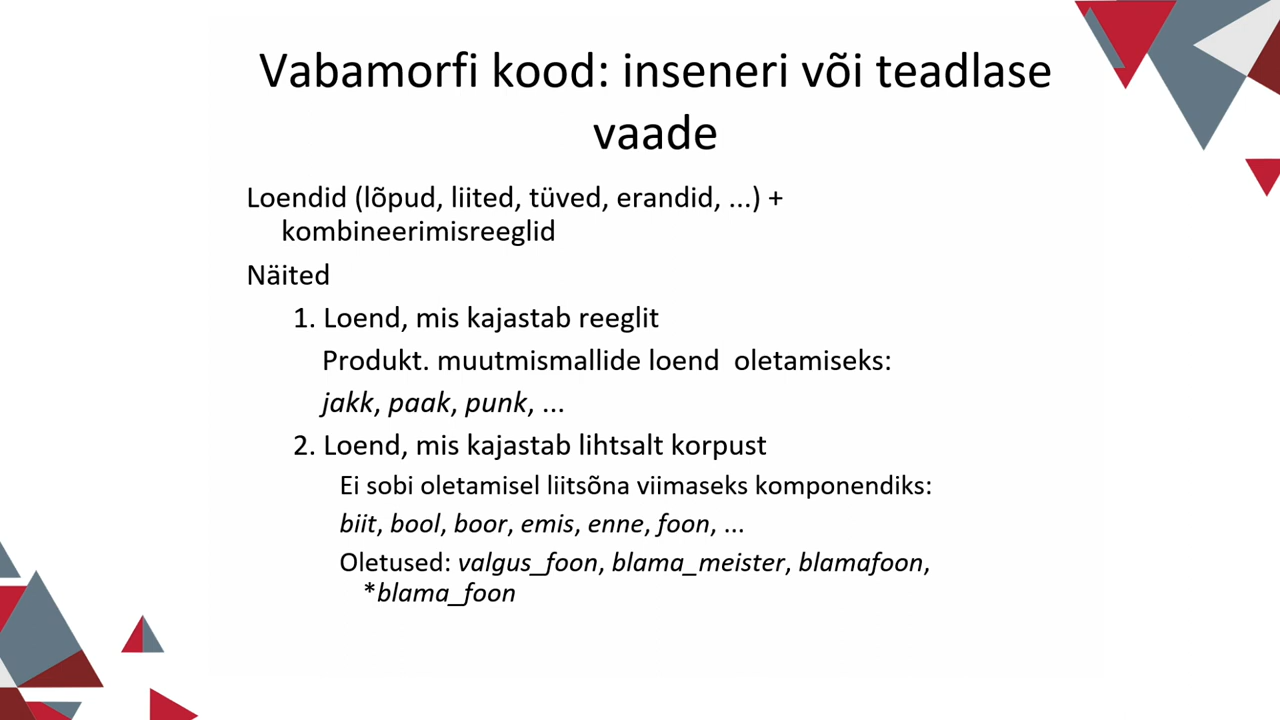 Vabamorfi kood: inseneri või teadlase
vaade
Loendid (lõpud, liited, tüved, erandid, ...) +
kombineerimisreeglid
Näited
1. Loend, mis kajastab reeglit
Produkt. muutmismallide loend oletamiseks:
jakk, paak, punk, ...
2. Loend, mis kajastab lihtsalt korpust
Ei sobi oletamisel liitsõna viimaseks komponendiks:
biit, bool, boor, emis, enne, foon, ...
Oletused: valgus_foon, blama_meister, blamafoon,
*blama_foon